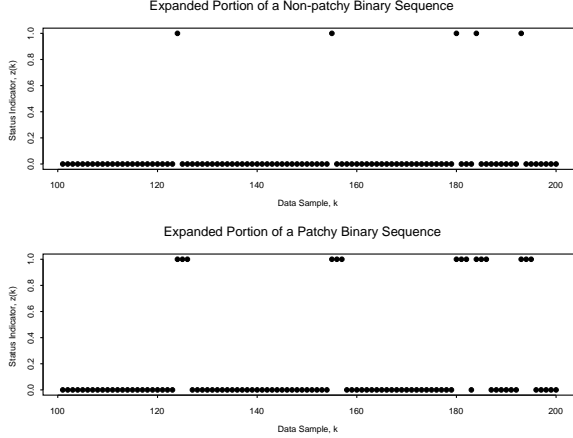 Expanded Portion of a Non-patchy Binary Sequence
Status Indicator, z(k)
1.0
0.8
0.6
0.4
0.2
0.0
100 120 140 160 180 200
Data Sample, k
Expanded Portion of a Patchy Binary Sequence
Status Indicator, z(k)
1.0
0.8
0.6
0.4
0.2
0.0
100 120 140 160 180 200
Data Sample, k